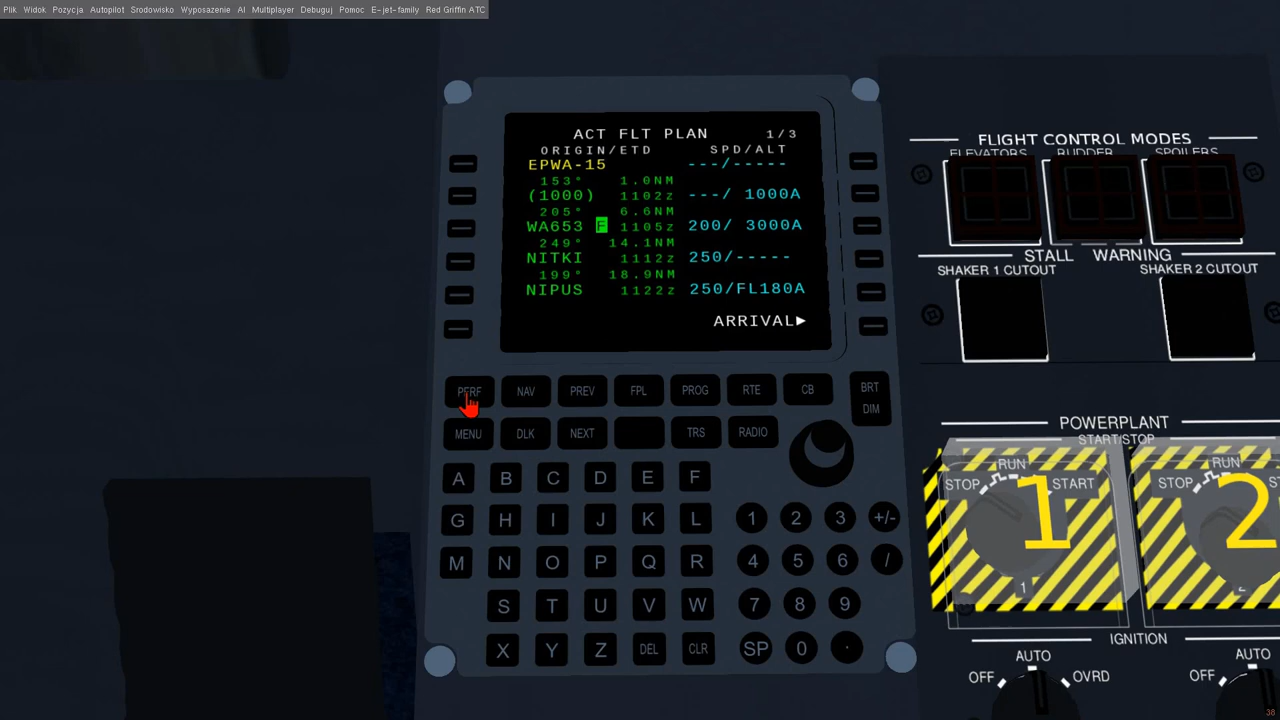 Plik Widok Pozycja Autopilot Środowisko Wyposażenie AI Multiplayer Debuguj Pomoc E-jet-family Red Griffin ATC
ACT FLT PLAN 1/3
ORIGIN/ETD SPD/ALT
EPWA-15 ---/-----
153° 1.0NM
(1000) 1102z ---/ 1000A
205° 6.6NM
WA653 F 1105z 200/ 3000A
249° 14.1NM
NITKI 1112z 250/-----
199° 18.9NM
NIPUS 1122z 250/FL180A
ARRIVAL►
PERF NAV PREV FPL PROG RTE CB BRT
DIM
MENU DLK NEXT TRS RADIO
A B C D E F
G H I J K L 1 2 3 +/-
M N O P Q R 4 5 6 /
S T U V W 7 8 9
X Y Z DEL CLR SP 0 ·
FLIGHT CONTROL MODES
ELEVATORS RUDDER SPOILERS
STALL WARNING
SHAKER 1 CUTOUT SHAKER 2 CUTOUT
POWERPLANT
START/STOP
RUN RUN
STOP START STOP
1 2
1
IGNITION
AUTO AUTO
OFF OVRD OFF
38